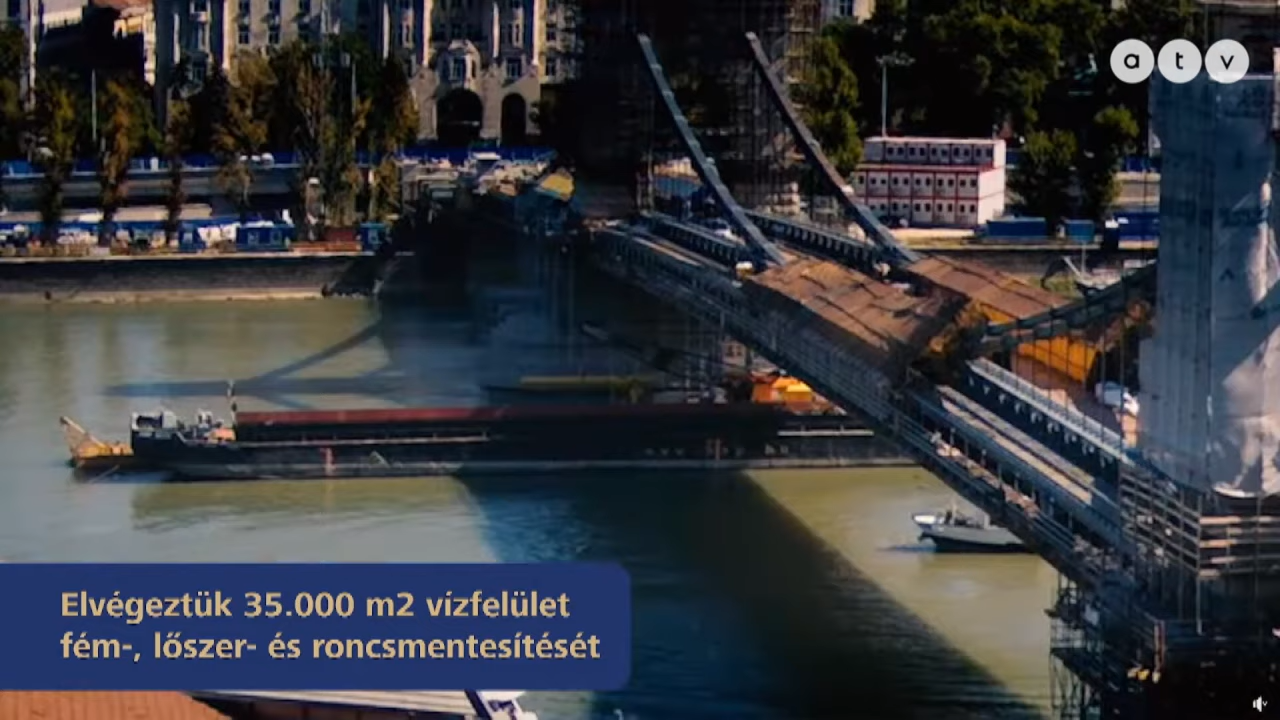 atv
Elvégeztük 35.000 m2 vízfelület
fém-, lőszer- és roncsmentesítését